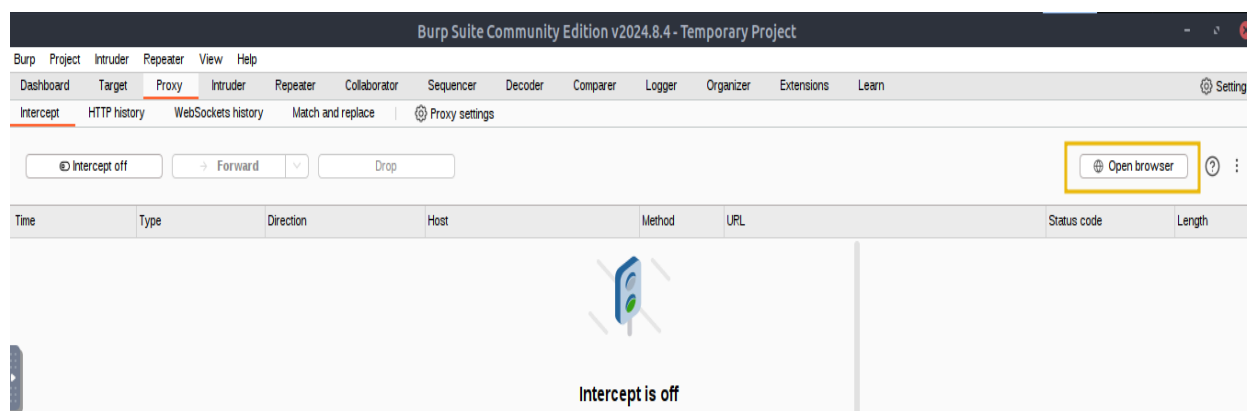 Burp Suite Community Edition v2024.8.4 - Temporary Project
Burp Project Intruder Repeater View Help
Dashboard Target Proxy Intruder Repeater Collaborator Sequencer Decoder Comparer Logger Organizer Extensions Learn Setting
Intercept HTTP history WebSockets history Match and replace Proxy settings
Intercept off Forward Drop Open browser
Time Type Direction Host Method URL Status code Length
Intercept is off